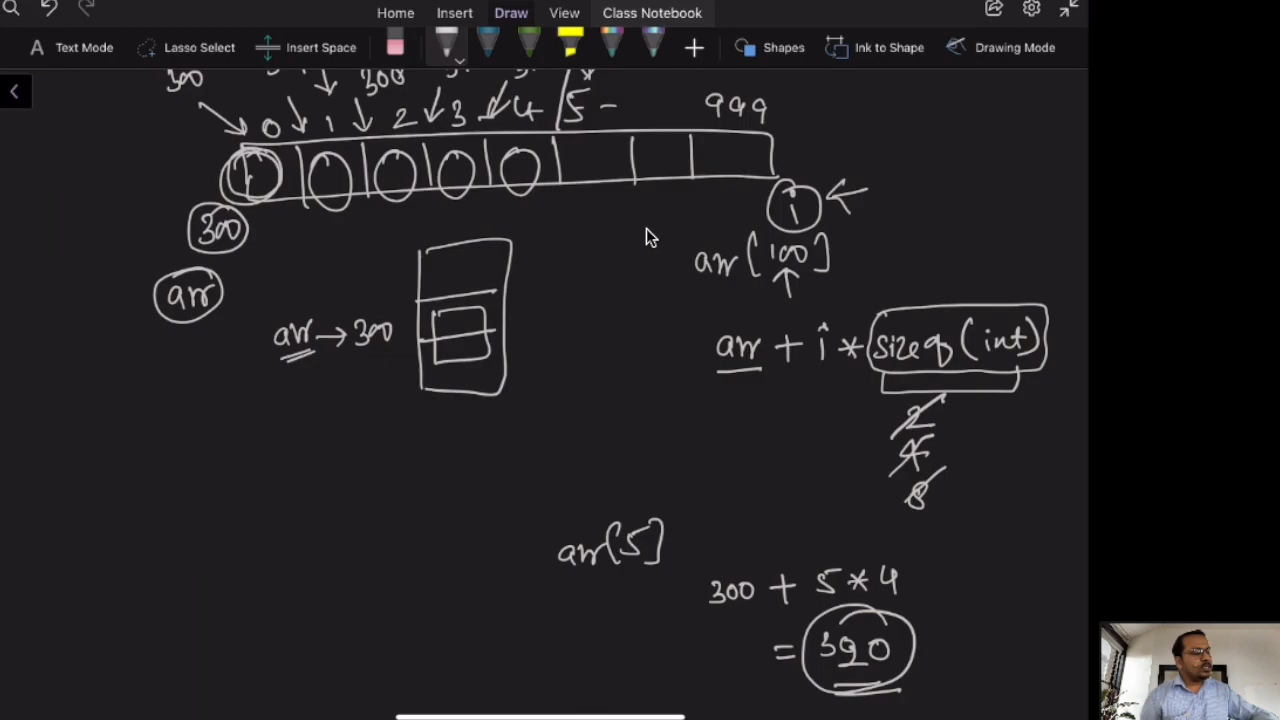 Home Insert Draw View Class Notebook
Text Mode Lasso Select Insert Space Shapes Ink to Shape Drawing Mode
300 308
0 1 2 3 4 5 - 999
300 i
arr arr [100]
arr → 300
arr + i * sizeof (int)
2
4
8
arr[5]
300 + 5 * 4
= 320